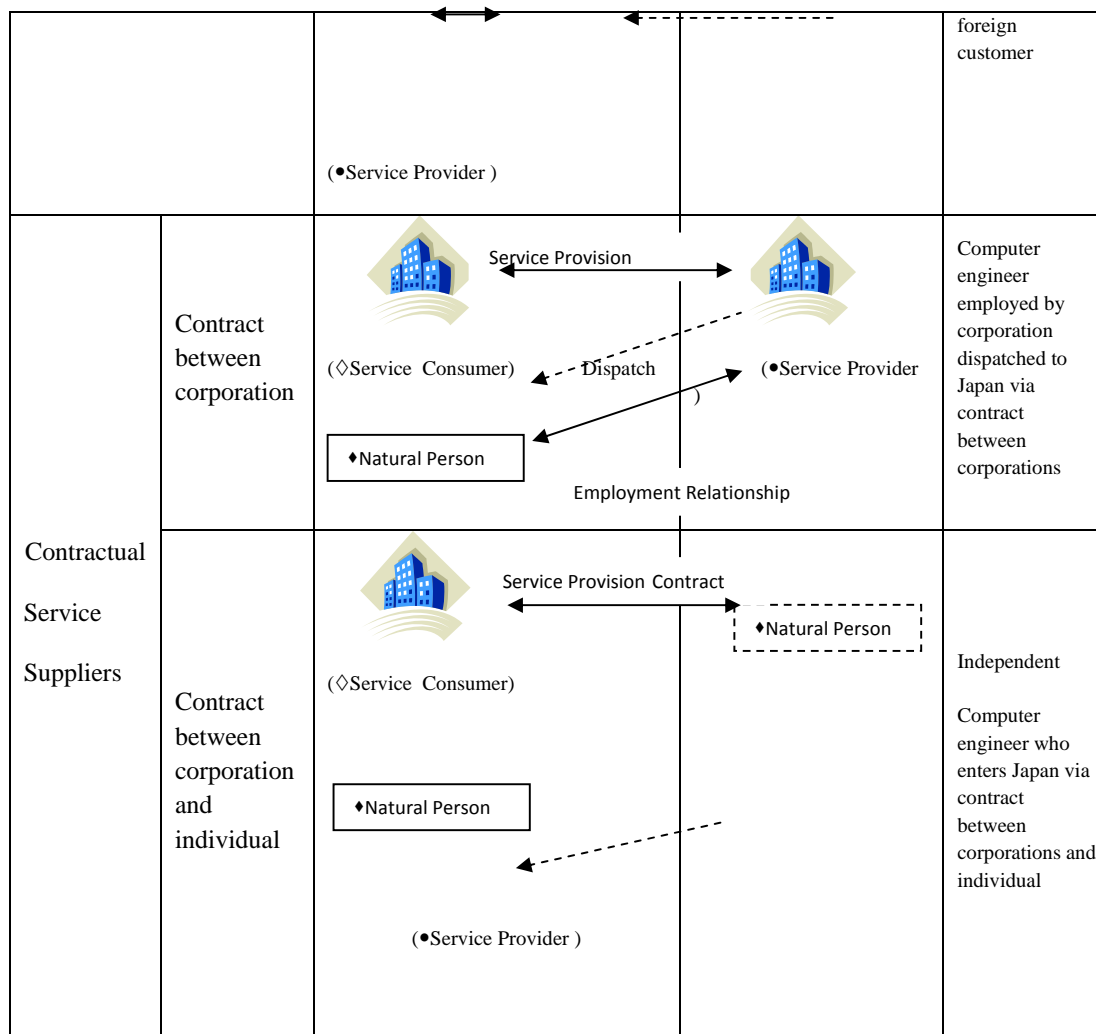 foreign
customer
(●Service Provider )
Contractual
Service
Suppliers
Contract
between
corporation
Service Provision
(◇Service Consumer)
Dispatch
(●Service Provider
)
♦Natural Person
Employment Relationship
Computer
engineer
employed by
corporation
dispatched to
Japan via
contract
between
corporations
Contract
between
corporation
and
individual
Service Provision Contract
♦Natural Person
(◇Service Consumer)
♦Natural Person
(●Service Provider )
Independent
Computer
engineer who
enters Japan via
contract
between
corporations and
individual